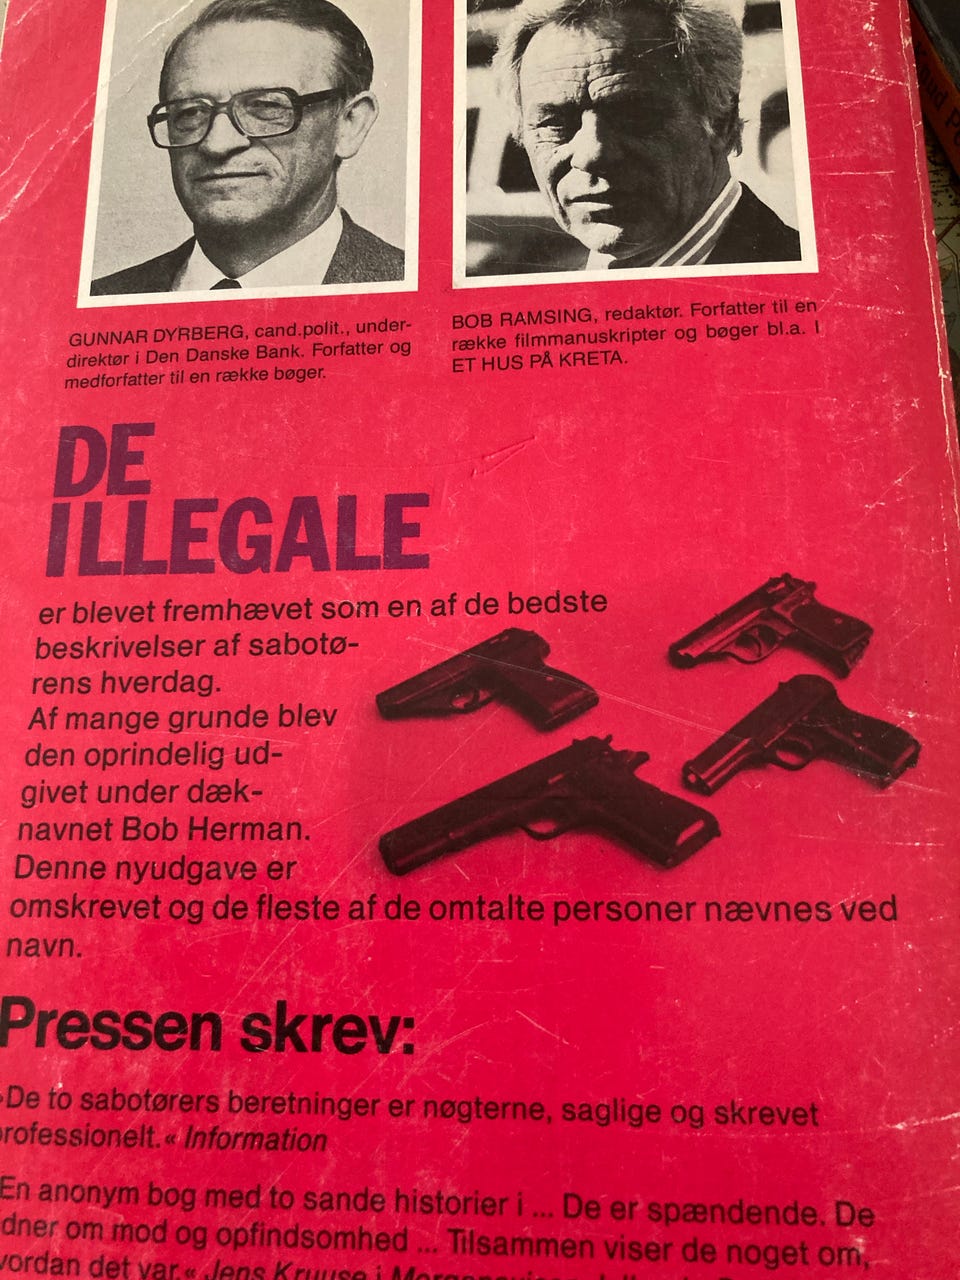 GUNNAR DYRBERG, cand.polit., under-
direktør i Den Danske Bank. Forfatter og
medforfatter til en række bøger.
BOB RAMSING, redaktør. Forfatter til en
række filmmanuskripter og bøger bl.a. I
ET HUS PÅ KRETA.
DE
ILLEGALE
er blevet fremhævet som en af de bedste
beskrivelser af sabotø-
rens hverdag.
Af mange grunde blev
den oprindelig ud-
givet under dæk-
navnet Bob Herman.
Denne nyudgave er
omskrevet og de fleste af de omtalte personer nævnes ved
navn.
Pressen skrev:
»De to sabotørers beretninger er nøgterne, saglige og skrevet
professionelt.« Information
En anonym bog med to sande historier i ... De er spændende. De
dner om mod og opfindsomhed ... Tilsammen viser de noget om,
vordan det var.« Jens Kruuse i